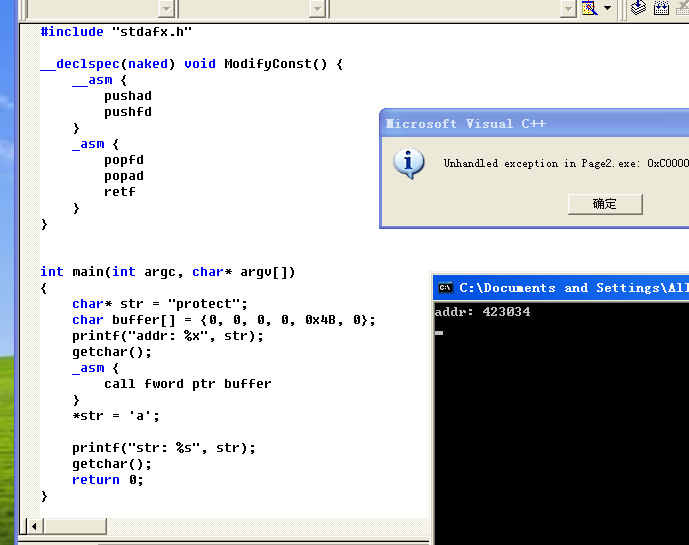 #include "stdafx.h"
__declspec(naked) void ModifyConst() {
__asm {
pushad
pushfd
}
_asm {
popfd
popad
retf
}
}
int main(int argc, char* argv[])
{
char* str = "protect";
char buffer[] = {0, 0, 0, 0, 0x4B, 0};
printf("addr: %x", str);
getchar();
_asm {
call fword ptr buffer
}
*str = 'a';
printf("str: %s", str);
getchar();
return 0;
}
Microsoft Visual C++
Unhandled exception in Page2.exe: 0xC0000
确定
C:\Documents and Settings\All
addr: 423034